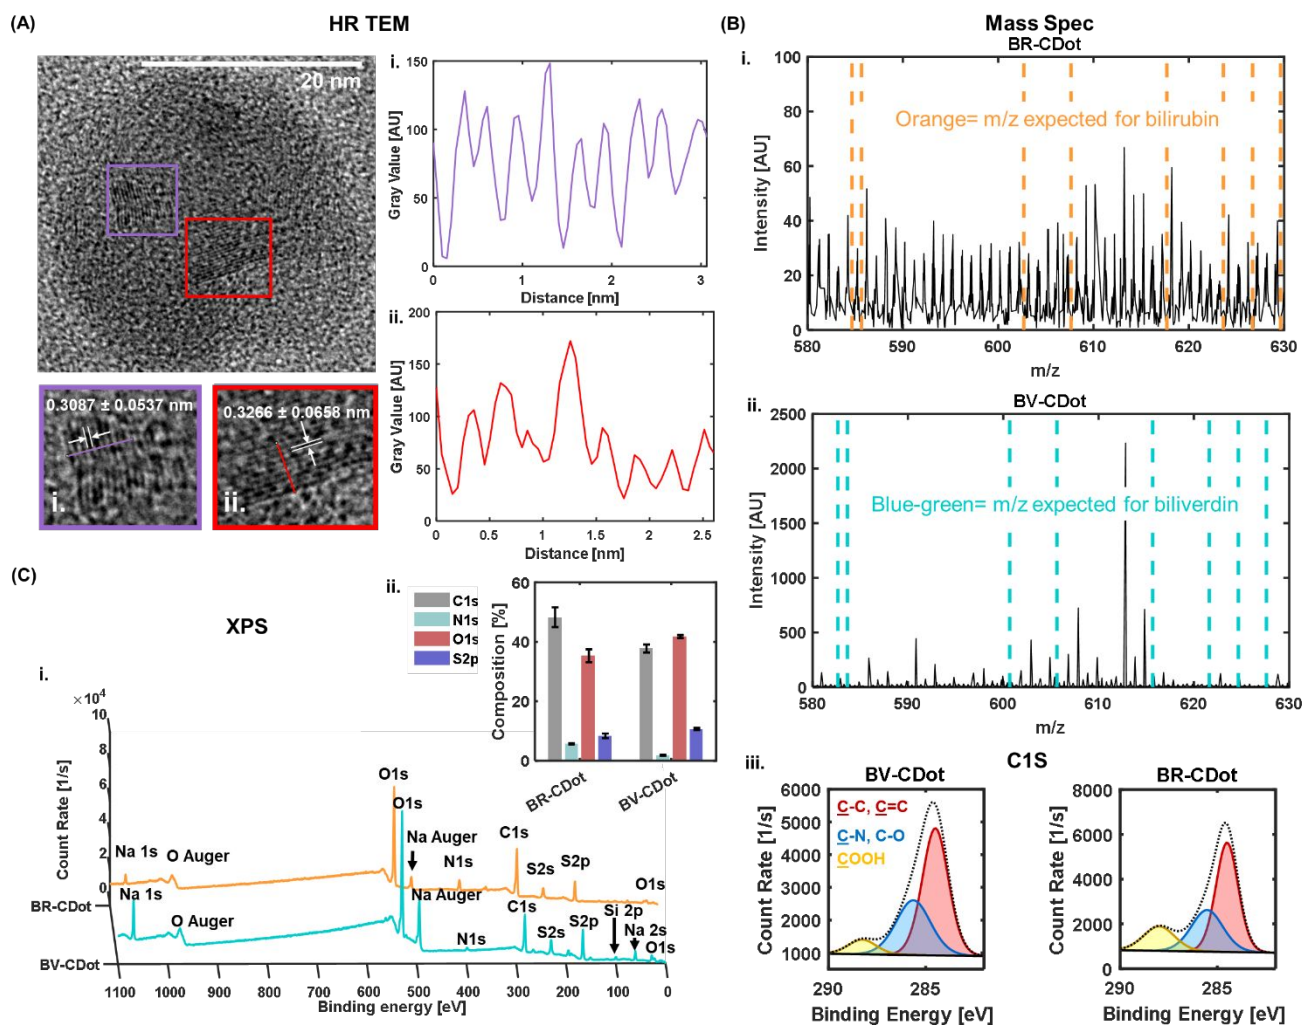 (A)
HR TEM
20 nm
0.3087 ± 0.0537 nm
i.
0.3266 ± 0.0658 nm
ii.
i.
150
100
50
0
Gray Value [AU]
0
1
2
3
Distance [nm]
ii.
200
150
100
50
0
Gray Value [AU]
0
0.5
1
1.5
2
2.5
Distance [nm]
(B)
Mass Spec
i.
BR-CDot
Orange= m/z expected for bilirubin
100
80
60
40
20
0
Intensity [AU]
580
590
600
610
620
630
m/z
ii.
BV-CDot
Blue-green= m/z expected for biliverdin
2500
2000
1500
1000
500
0
Intensity [AU]
580
590
600
610
620
630
m/z
(C)
XPS
i.
×10⁴
10
8
6
4
2
0
Count Rate [1/s]
Na 1s
O Auger
O1s
Na Auger
N1s
C1s
S2s
S2p
O1s
BR-CDot
Na 1s
O Auger
O1s
Na Auger
N1s
C1s
S2s
S2p
Si 2p
Na 2s
O1s
BV-CDot
1100
1000
900
800
700
600
500
400
300
200
100
0
Binding energy [eV]
ii.
C1s
N1s
O1s
S2p
60
40
20
0
Composition [%]
BR-CDot
BV-CDot
iii.
C1S
BV-CDot
C-C, C=C
C-N, C-O
COOH
6000
5000
4000
3000
2000
1000
Count Rate [1/s]
290
285
Binding Energy [eV]
BR-CDot
8000
6000
4000
2000
0
Count Rate [1/s]
290
285
Binding Energy [eV]